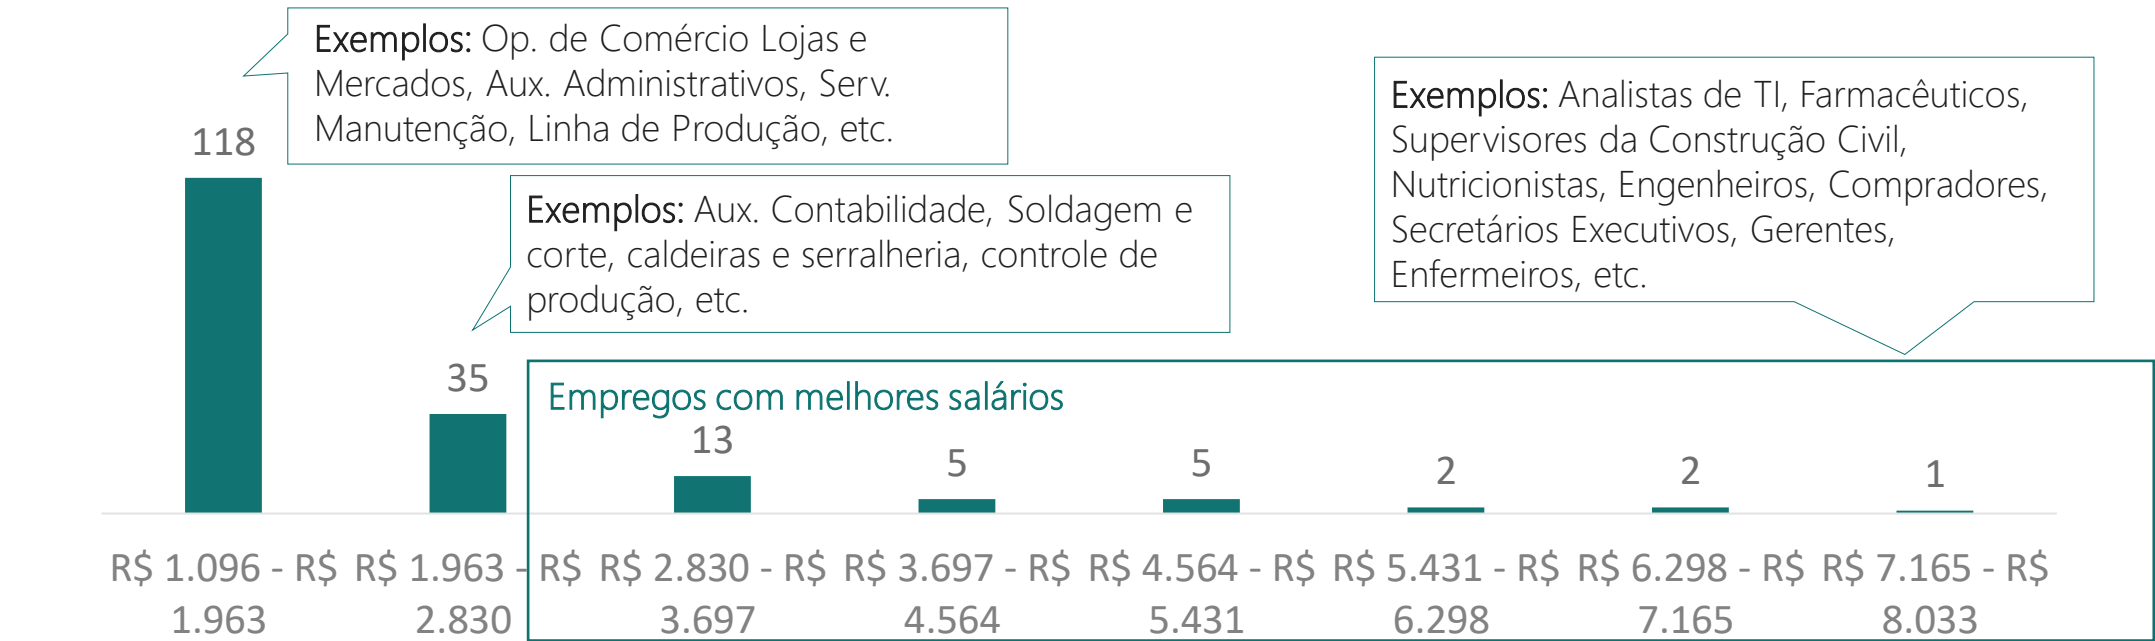 Exemplos: Op. de Comércio Lojas e
Mercados, Aux. Administrativos, Serv.
Manutenção, Linha de Produção, etc.
Exemplos: Analistas de TI, Farmacêuticos,
Supervisores da Construção Civil,
Nutricionistas, Engenheiros, Compradores,
Secretários Executivos, Gerentes,
Enfermeiros, etc.
118
Exemplos: Aux. Contabilidade, Soldagem e
corte, caldeiras e serralheria, controle de
produção, etc.
35
Empregos com melhores salários
13
5
5
2
2
1
R$ 1.096 - R$ R$ 1.963 - R$ R$ 2.830 - R$ R$ 3.697 - R$ R$ 4.564 - R$ R$ 5.431 - R$ R$ 6.298 - R$ R$ 7.165 - R$
1.963 2.830 3.697 4.564 5.431 6.298 7.165 8.033